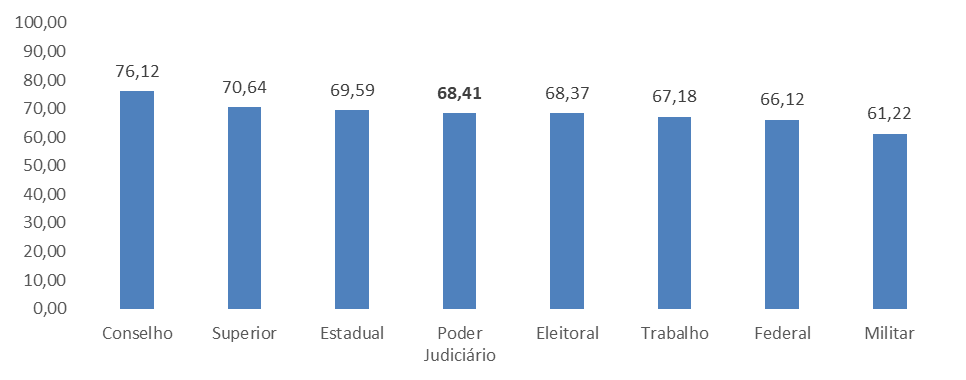 100,00
90,00
80,00
70,00
60,00
50,00
40,00
30,00
20,00
10,00
0,00
76,12
70,64
69,59
68,41
68,37
67,18
66,12
61,22
Conselho
Superior
Estadual
Poder
Judiciário
Eleitoral
Trabalho
Federal
Militar